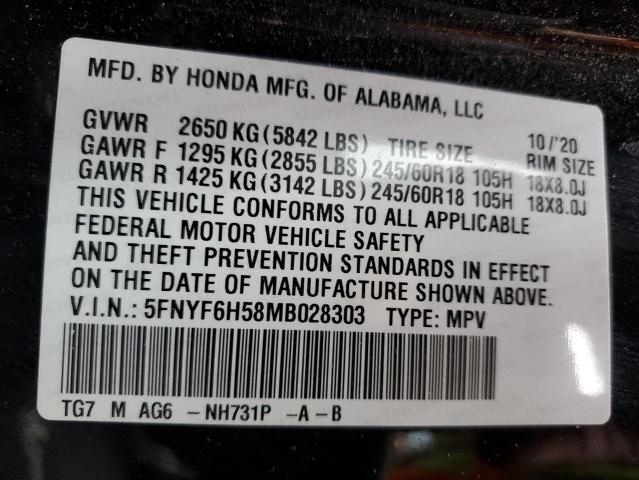 MFD. BY HONDA MFG. OF ALABAMA, LLC
GVWR 2650 KG (5842 LBS) TIRE SIZE 10/'20 RIM SIZE
GAWR F 1295 KG (2855 LBS) 245/60R18 105H 18X8.0J
GAWR R 1425 KG (3142 LBS) 245/60R18 105H 18X8.0J
THIS VEHICLE CONFORMS TO ALL APPLICABLE
FEDERAL MOTOR VEHICLE SAFETY
AND THEFT PREVENTION STANDARDS IN EFFECT
ON THE DATE OF MANUFACTURE SHOWN ABOVE.
V.I.N.: 5FNYF6H58MB028303 TYPE: MPV
TG7 M AG6 -NH731P -A-B